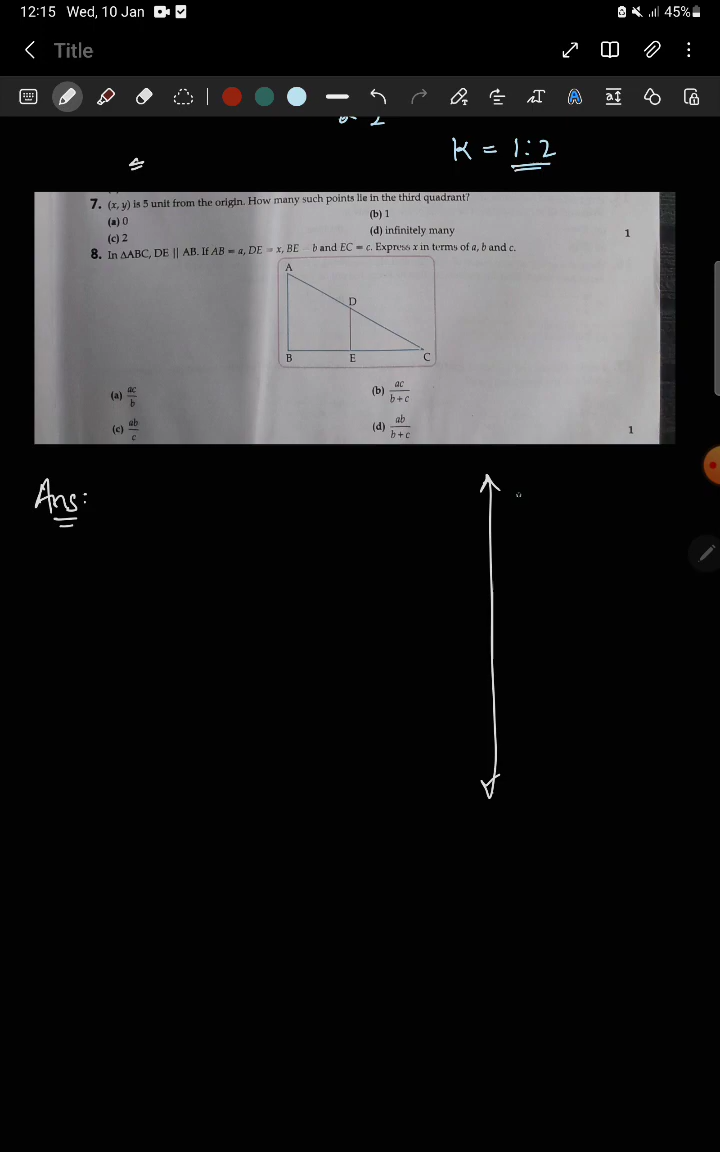 12:15 Wed, 10 Jan 45%
Title
K = 1:2
7. (x, y) is 5 unit from the origin. How many such points lie in the third quadrant?
(a) 0 (b) 1
(c) 2 (d) infinitely many 1
8. In ΔABC, DE || AB. If AB = a, DE = x, BE = b and EC = c. Express x in terms of a, b and c.
A
D
B E C
(a) ac/b (b) ac/b+c
(c) ab/c (d) ab/b+c 1
Ans: